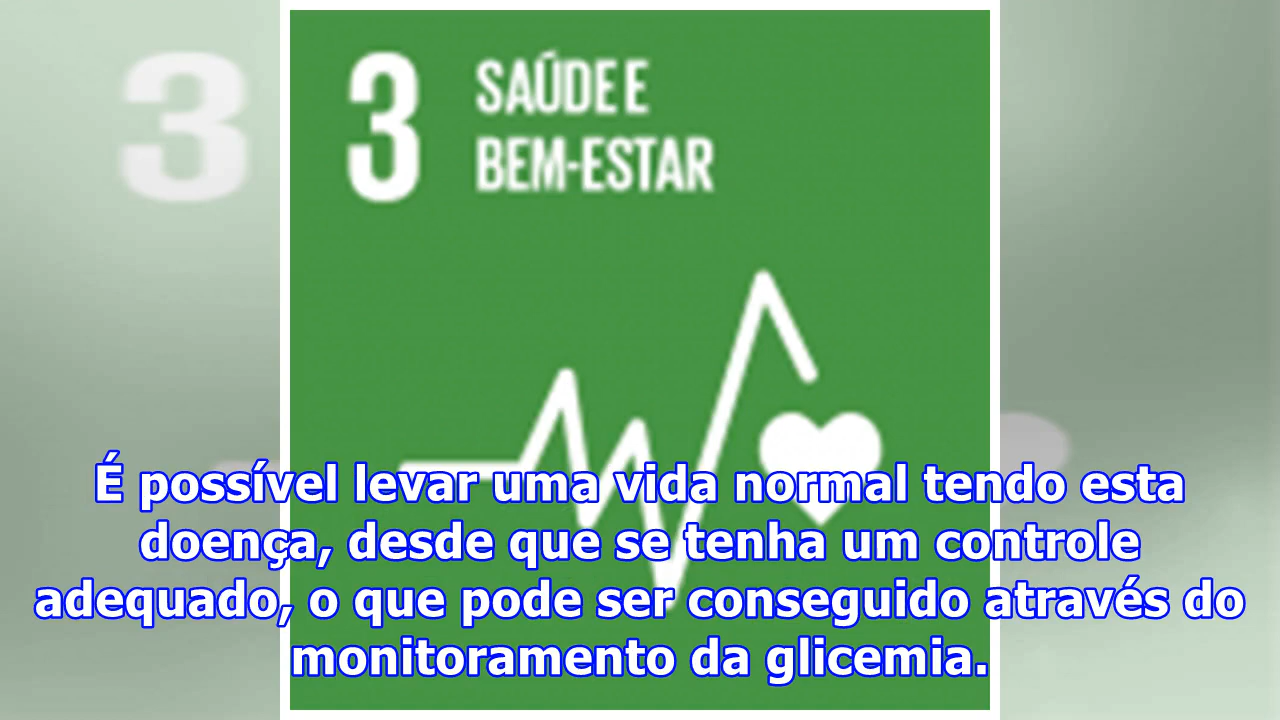 3
3
SAÚDE E
BEM-ESTAR
É possível levar uma vida normal tendo esta
doença, desde que se tenha um controle
adequado, o que pode ser conseguido através do
monitoramento da glicemia.